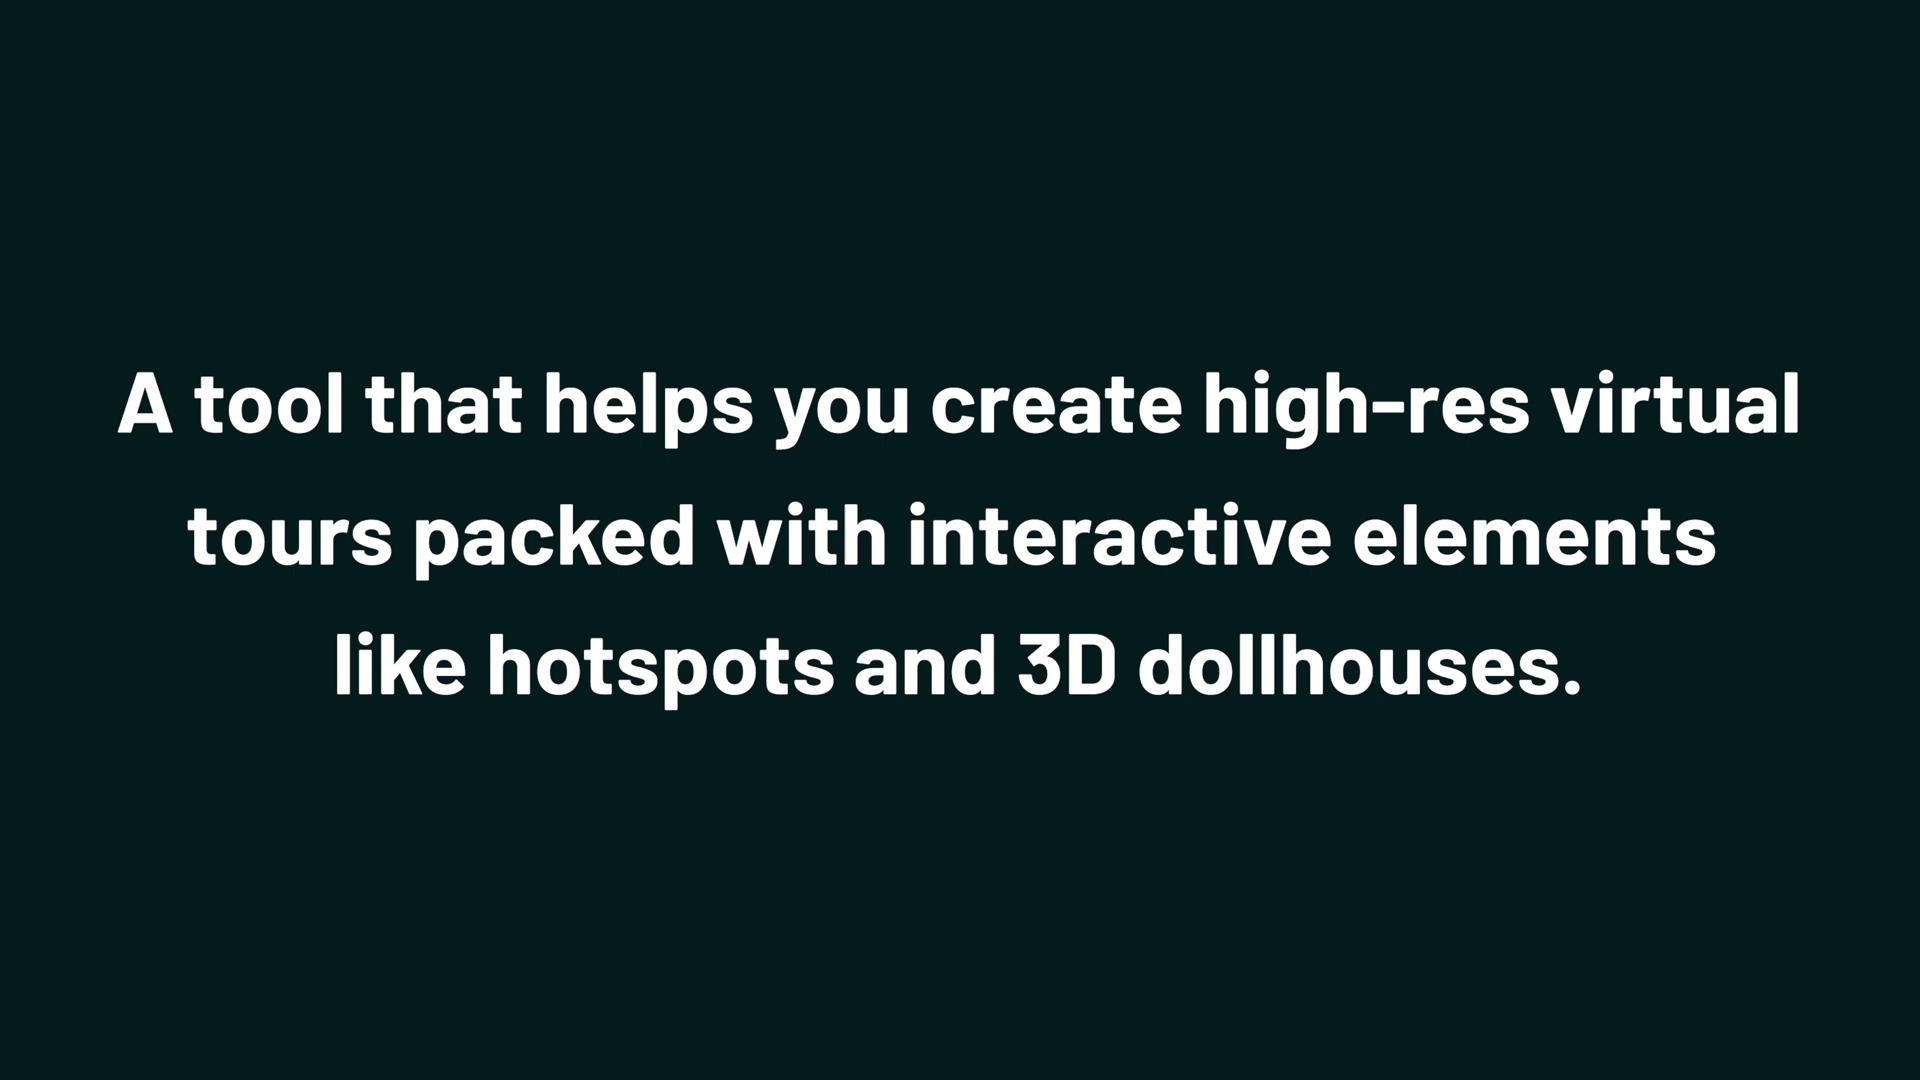 A tool that helps you create high-res virtual
tours packed with interactive elements
like hotspots and 3D dollhouses.